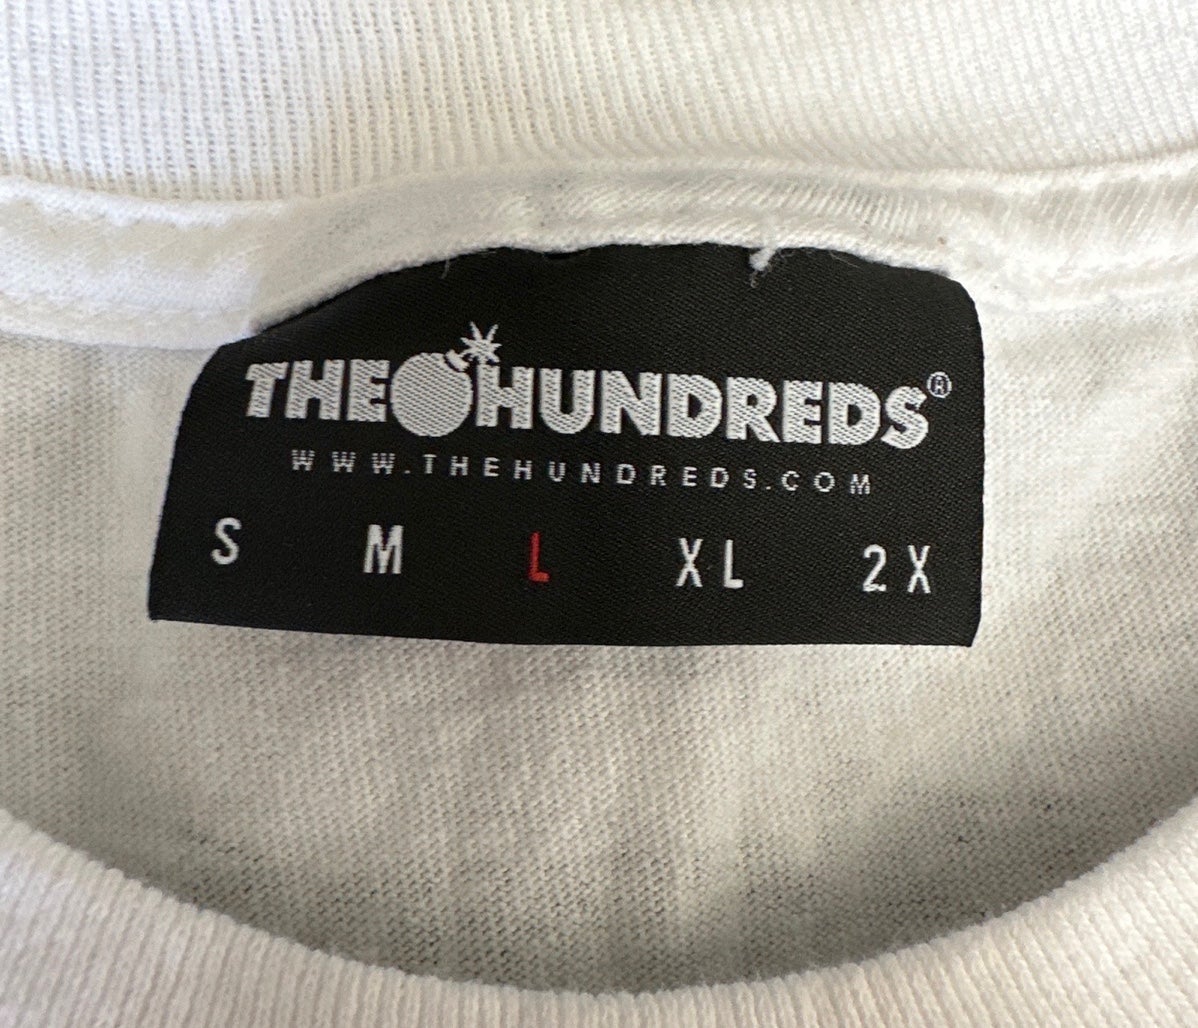 THE HUNDREDS®
WWW.THEHUNDREDS.COM
S M L XL 2X